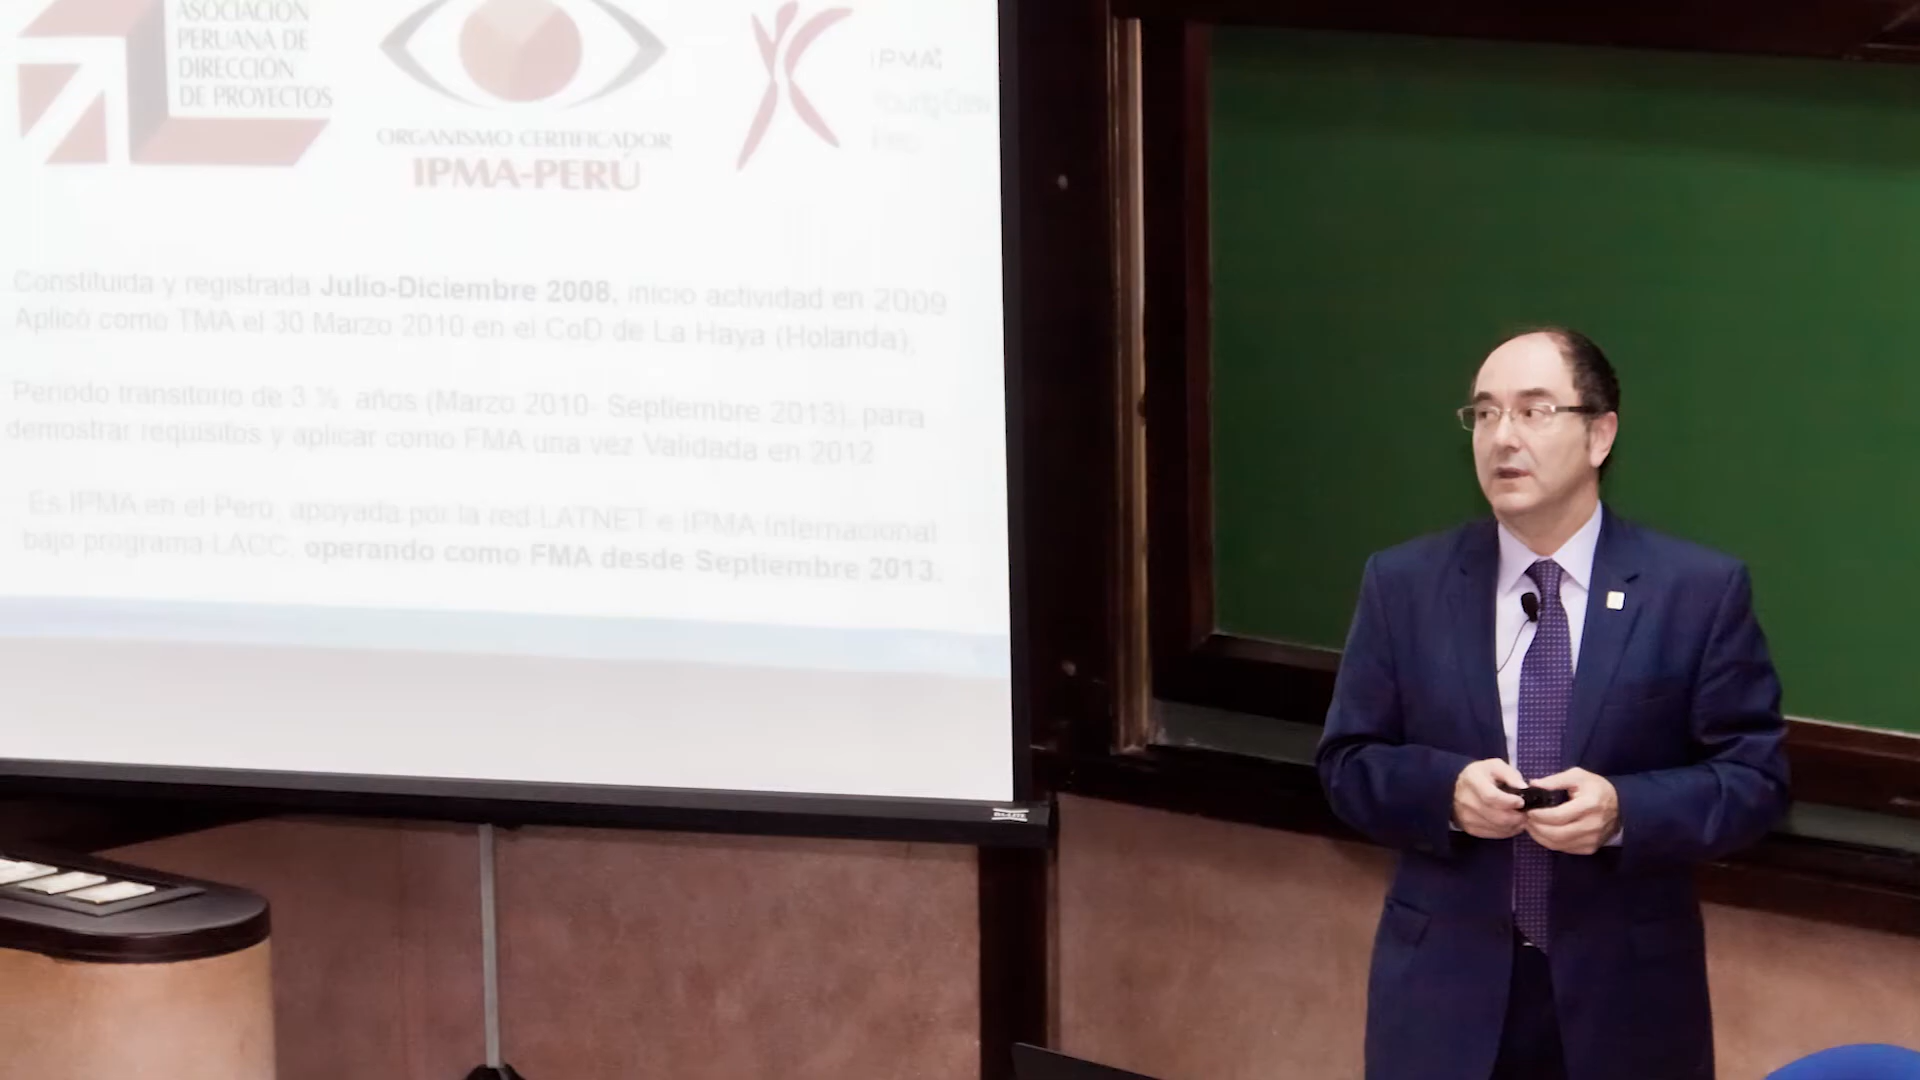 ASOCIACIÓN
PERUANA DE
DIRECCIÓN
DE PROYECTOS
ORGANISMO CERTIFICADOR
IPMA-PERÚ
IPMA
Constituida y registrada Julio-Diciembre 2008, inicio actividad en 2009
Aplicó como TMA el 30 Marzo 2010 en el CoD de La Haya (Holanda),
Periodo transitorio de 3 ½ años (Marzo 2010- Septiembre 2013), para
demostrar requisitos y aplicar como FMA una vez Validada en 2012
Es IPMA en el Perú, apoyada por la red LATNET e IPMA Internacional
bajo programa LACC, operando como FMA desde Septiembre 2013.